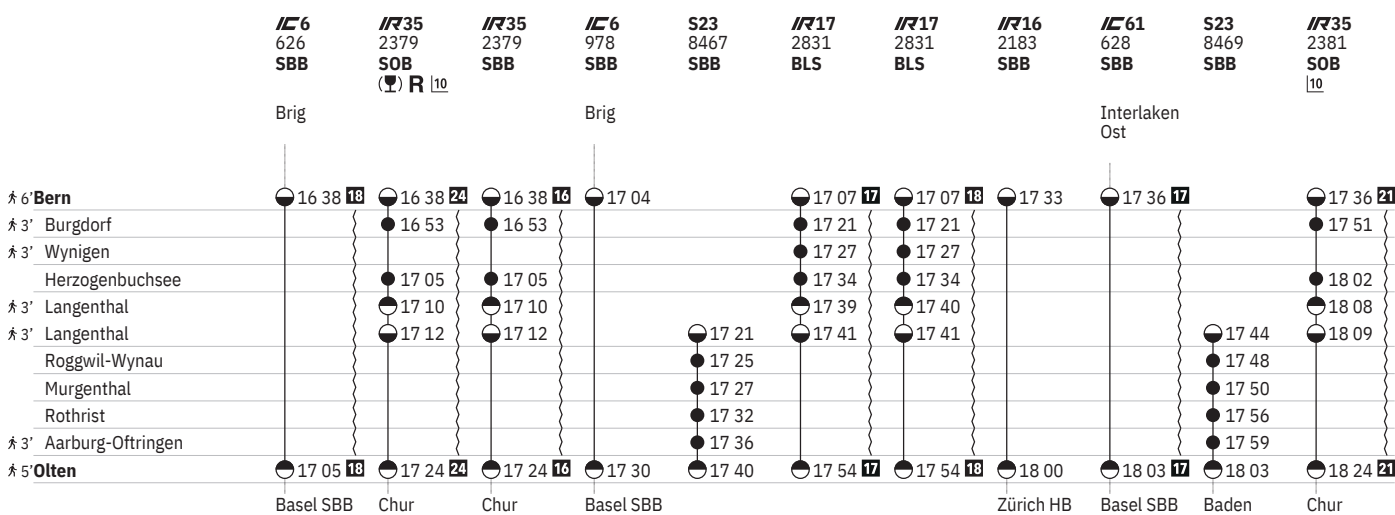 IC6 IR35 IR35 IC6 S23 IR17 IR17 IR16 IC61 S23 IR35
626 2379 2379 978 8467 2831 2831 2183 628 8469 2381
SBB SOB SBB SBB SBB BLS BLS SBB SBB SBB SOB
R 10 10
Brig Brig Interlaken
Ost
6' Bern 16 38 18 16 38 24 16 38 16 17 04 17 07 17 17 07 18 17 33 17 36 17 17 36 21
3' Burgdorf 16 53 16 53 17 21 17 21 17 51
3' Wynigen 17 27 17 27
Herzogenbuchsee 17 05 17 05 17 34 17 34 18 02
3' Langenthal 17 10 17 10 17 39 17 40 18 08
3' Langenthal 17 12 17 12 17 21 17 41 17 41 17 44 18 09
Roggwil-Wynau 17 25 17 48
Murgenthal 17 27 17 50
Rothrist 17 32 17 56
3' Aarburg-Oftringen 17 36 17 59
5' Olten 17 05 18 17 24 24 17 24 16 17 30 17 40 17 54 17 17 54 18 18 00 18 03 17 18 03 18 24 21
Basel SBB Chur Chur Basel SBB Zürich HB Basel SBB Baden Chur